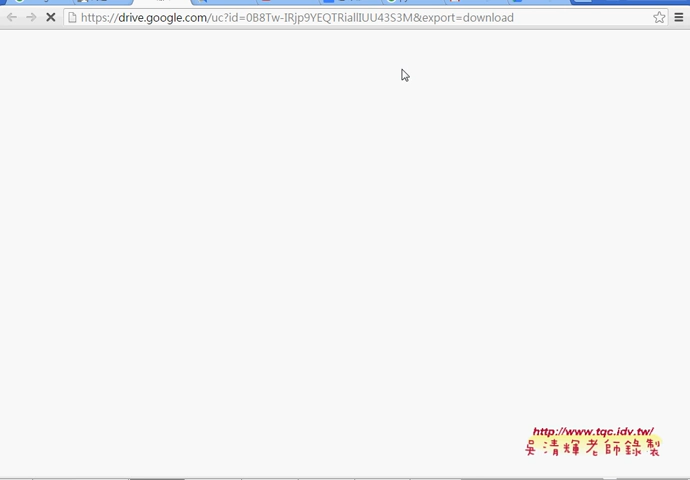 https://drive.google.com/uc?id=0B8Tw-IRjp9YEQTRiallIUU43S3M&export=download
http://www.tqc.idv.tw/
吳清輝老師錄製